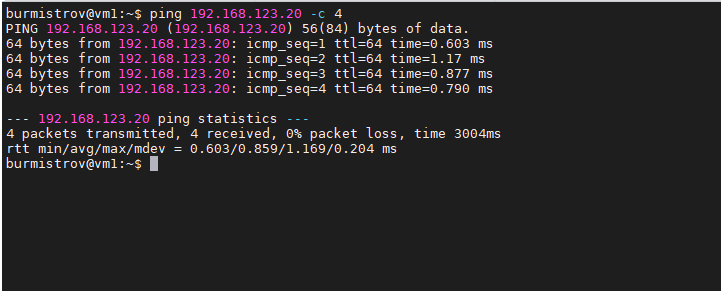 burmistrov@vm1:~$ ping 192.168.123.20 -c 4
PING 192.168.123.20 (192.168.123.20) 56(84) bytes of data.
64 bytes from 192.168.123.20: icmp_seq=1 ttl=64 time=0.603 ms
64 bytes from 192.168.123.20: icmp_seq=2 ttl=64 time=1.17 ms
64 bytes from 192.168.123.20: icmp_seq=3 ttl=64 time=0.877 ms
64 bytes from 192.168.123.20: icmp_seq=4 ttl=64 time=0.790 ms

--- 192.168.123.20 ping statistics ---
4 packets transmitted, 4 received, 0% packet loss, time 3004ms
rtt min/avg/max/mdev = 0.603/0.859/1.169/0.204 ms
burmistrov@vm1:~$